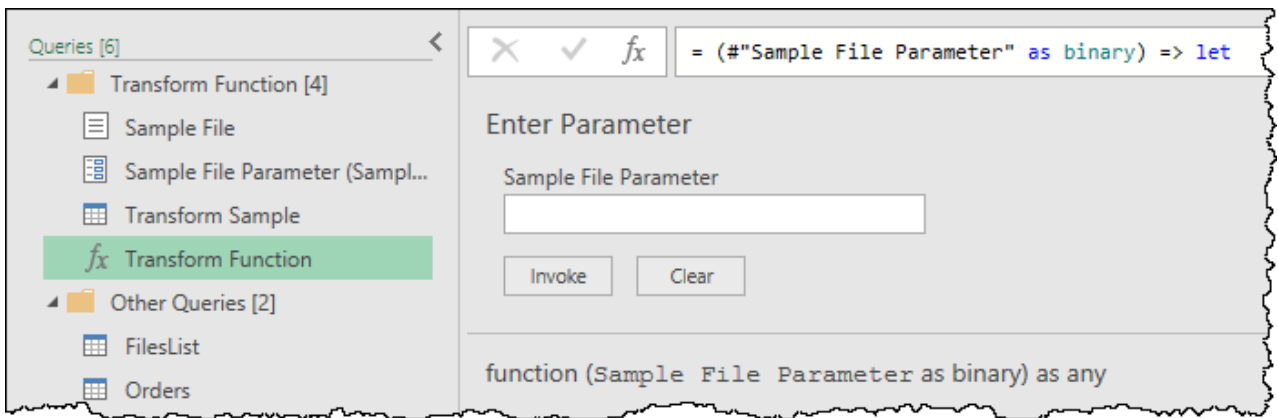 Queries [6]
Transform Function [4]
Sample File
Sample File Parameter (Sampl...
Transform Sample
fx Transform Function
Other Queries [2]
FilesList
Orders
fx = (#"Sample File Parameter" as binary) => let
Enter Parameter
Sample File Parameter
Invoke Clear
function (Sample File Parameter as binary) as any